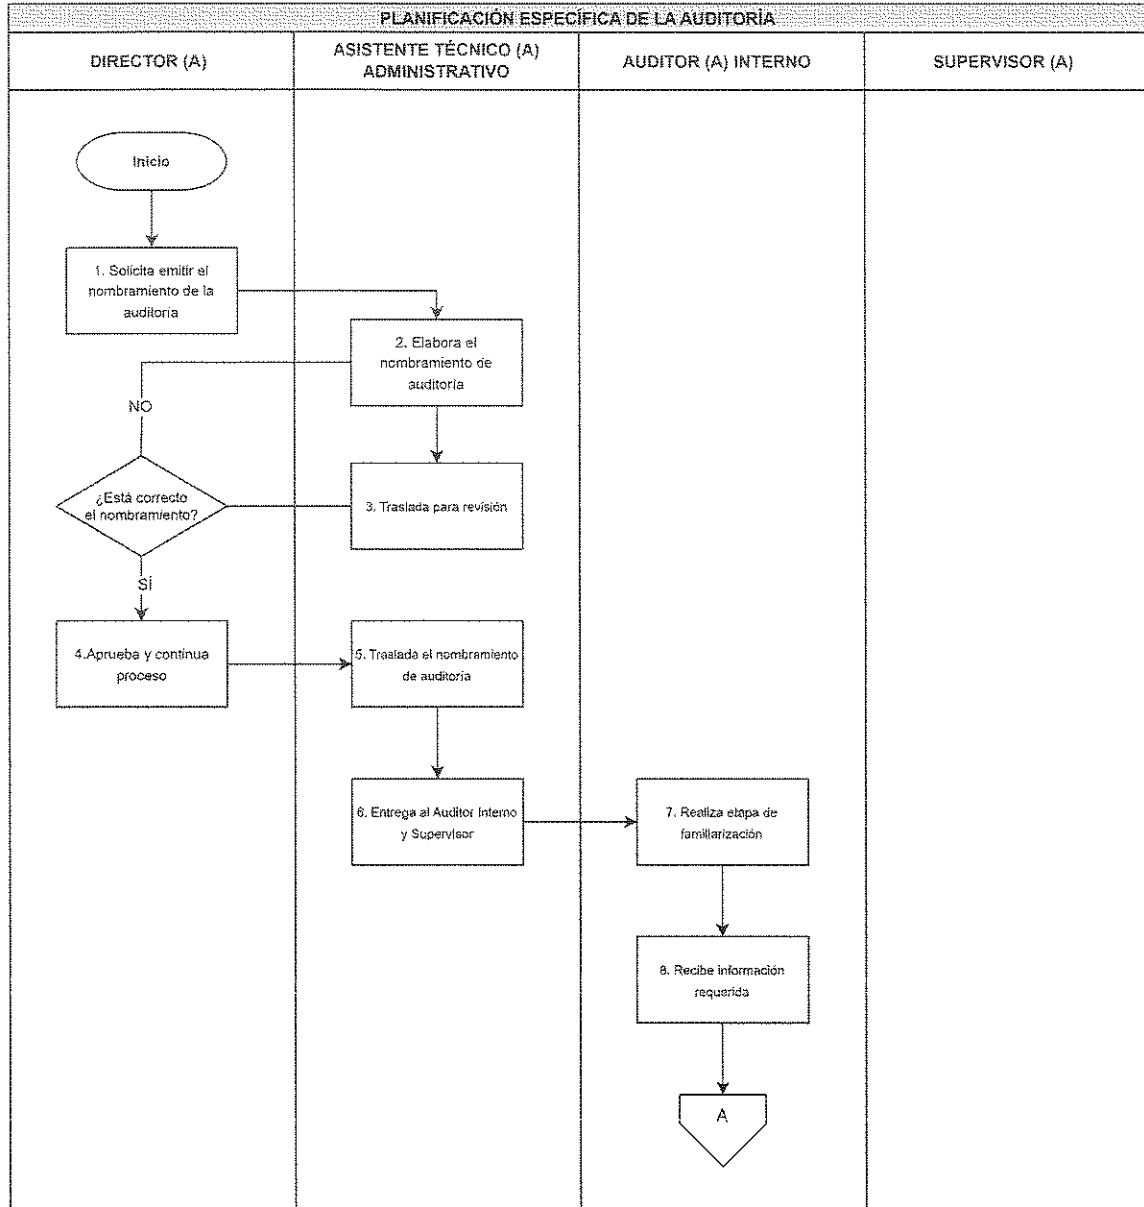 PLANIFICACIÓN ESPECÍFICA DE LA AUDITORÍA
DIRECTOR (A)
ASISTENTE TÉCNICO (A)
ADMINISTRATIVO
AUDITOR (A) INTERNO
SUPERVISOR (A)
Inicio
1. Solicita emitir el
nombramiento de la
auditoría
2. Elabora el
nombramiento de
auditoría
NO
¿Está correcto
el nombramiento?
3. Traslada para revisión
SÍ
4.Aprueba y continua
proceso
5. Traslada el nombramiento
de auditoría
6. Entrega al Auditor Interno
y Supervisor
7. Realiza etapa de
familiarización
8. Recibe información
requerida
A